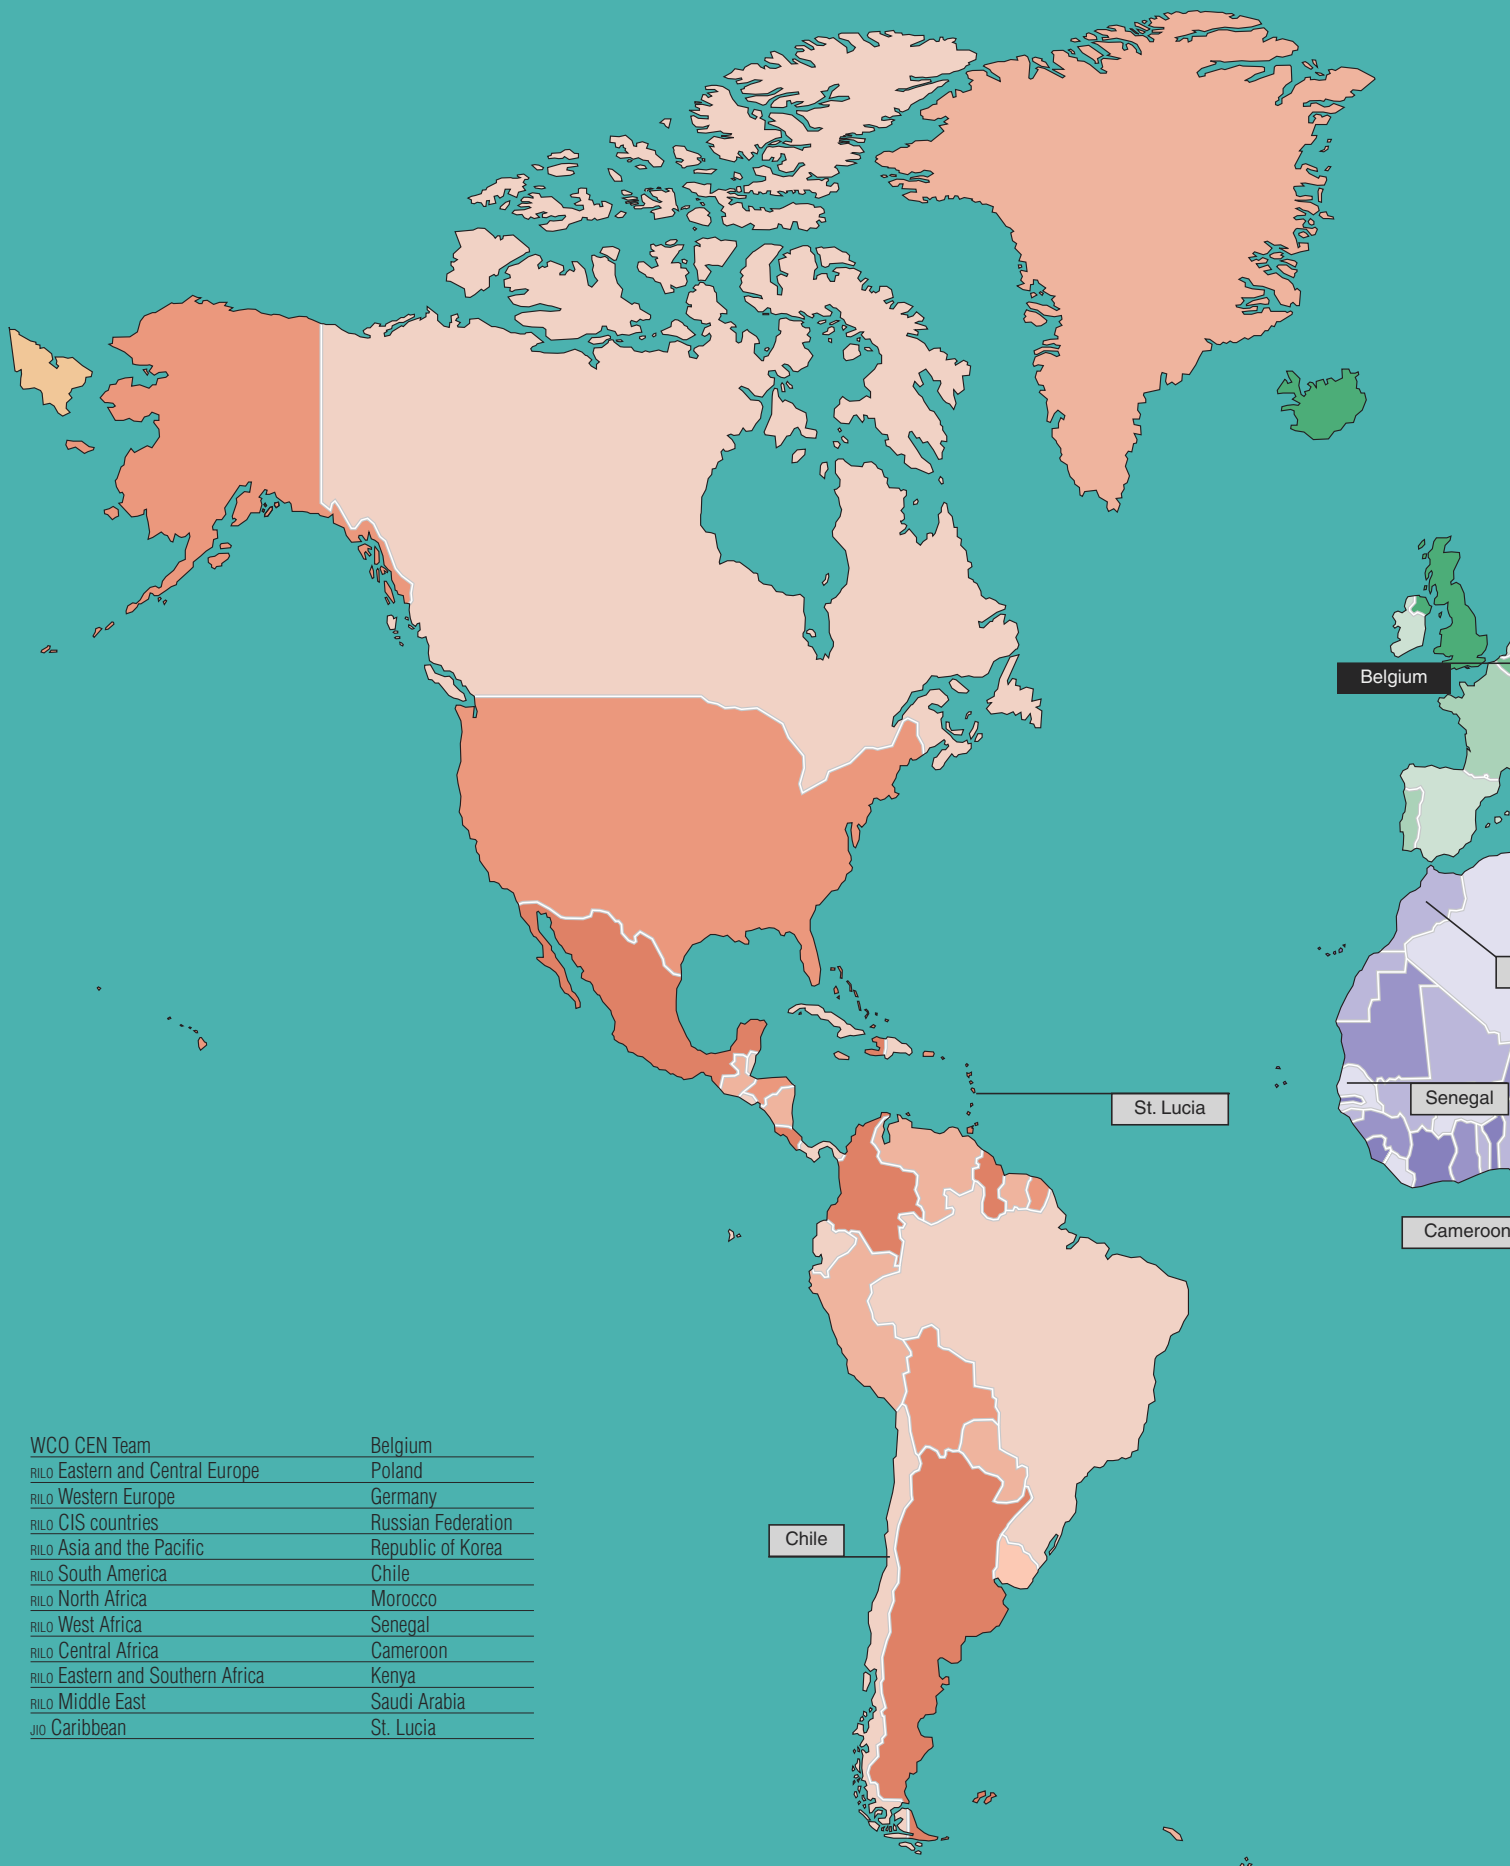 Belgium
Senegal
St. Lucia
Cameroon
Chile
WCO CEN Team Belgium
RILO Eastern and Central Europe Poland
RILO Western Europe Germany
RILO CIS countries Russian Federation
RILO Asia and the Pacific Republic of Korea
RILO South America Chile
RILO North Africa Morocco
RILO West Africa Senegal
RILO Central Africa Cameroon
RILO Eastern and Southern Africa Kenya
RILO Middle East Saudi Arabia
JIO Caribbean St. Lucia